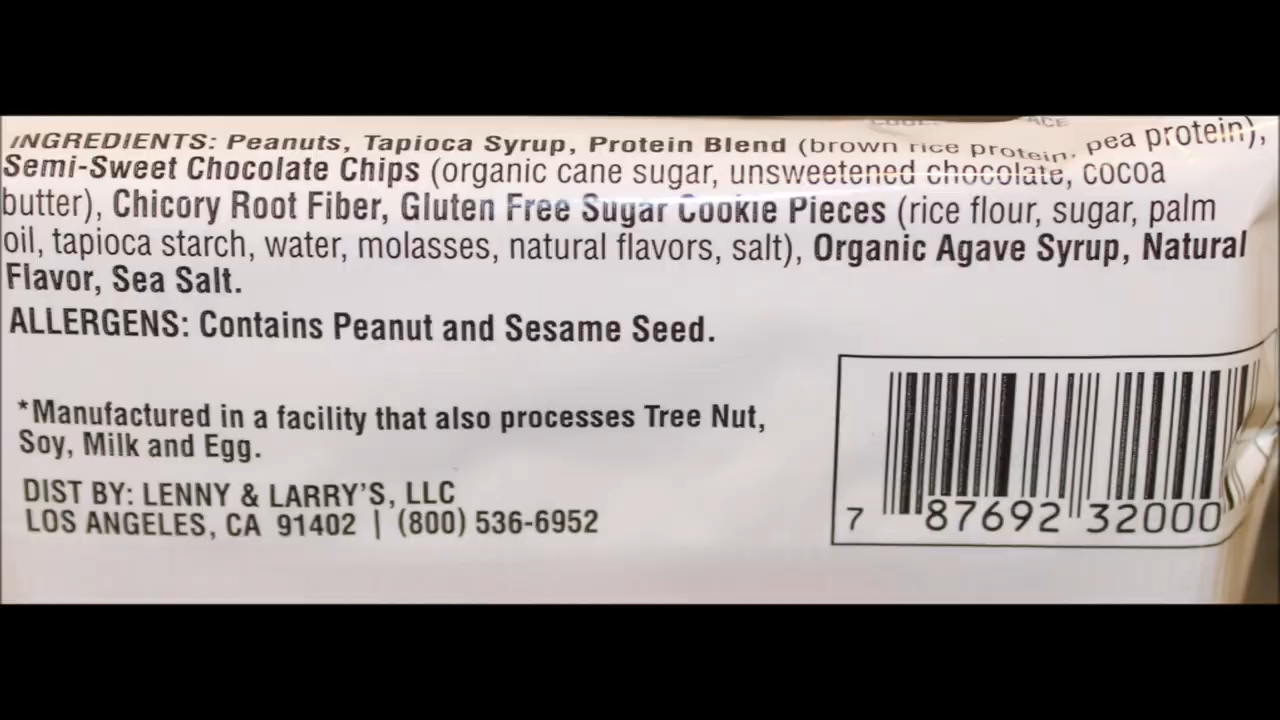 INGREDIENTS: Peanuts, Tapioca Syrup, Protein Blend (brown rice protein, pea protein),
Semi-Sweet Chocolate Chips (organic cane sugar, unsweetened chocolate, cocoa
butter), Chicory Root Fiber, Gluten Free Sugar Cookie Pieces (rice flour, sugar, palm
oil, tapioca starch, water, molasses, natural flavors, salt), Organic Agave Syrup, Natural
Flavor, Sea Salt.
ALLERGENS: Contains Peanut and Sesame Seed.
*Manufactured in a facility that also processes Tree Nut,
Soy, Milk and Egg.
DIST BY: LENNY & LARRY'S, LLC
LOS ANGELES, CA 91402 | (800) 536-6952
7 87692 32000